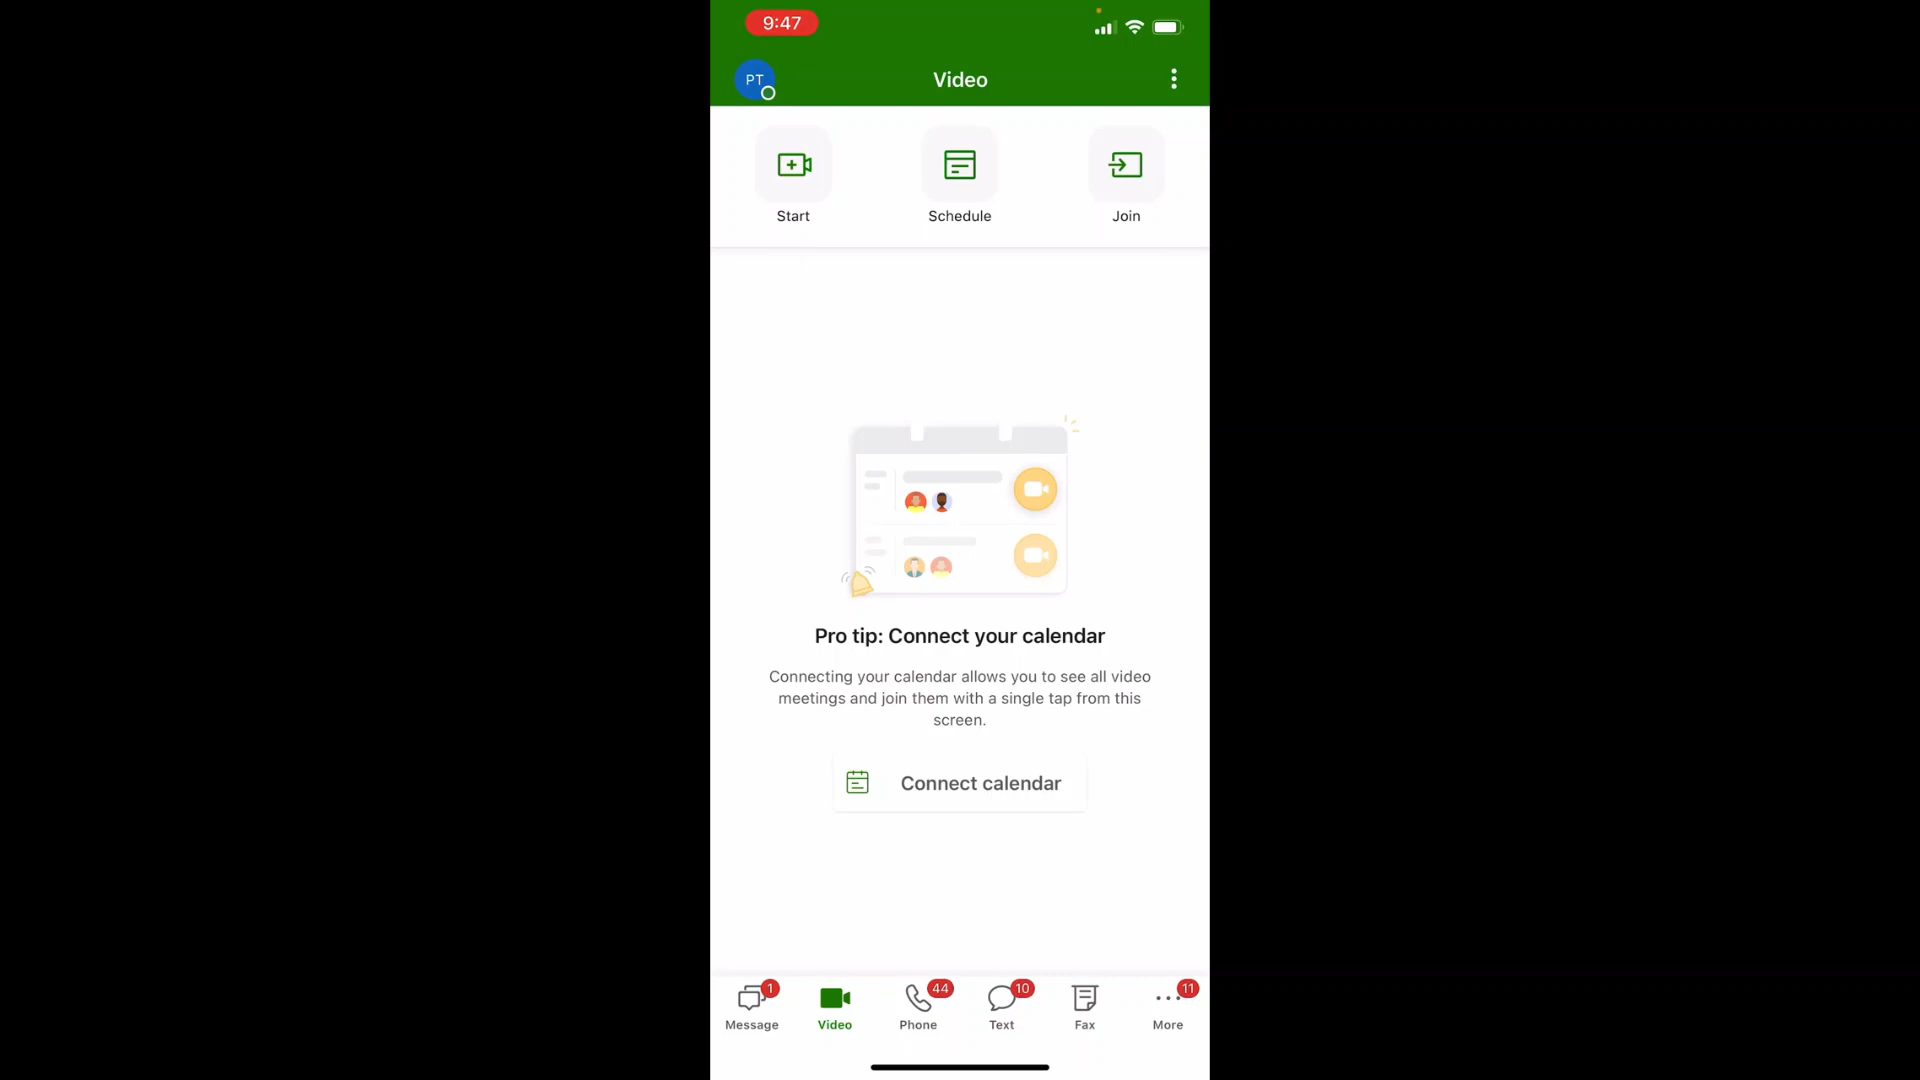 9:47
PT
Video
Start
Schedule
Join
Pro tip: Connect your calendar
Connecting your calendar allows you to see all video
meetings and join them with a single tap from this
screen.
Connect calendar
1
44
10
11
Message
Video
Phone
Text
Fax
More